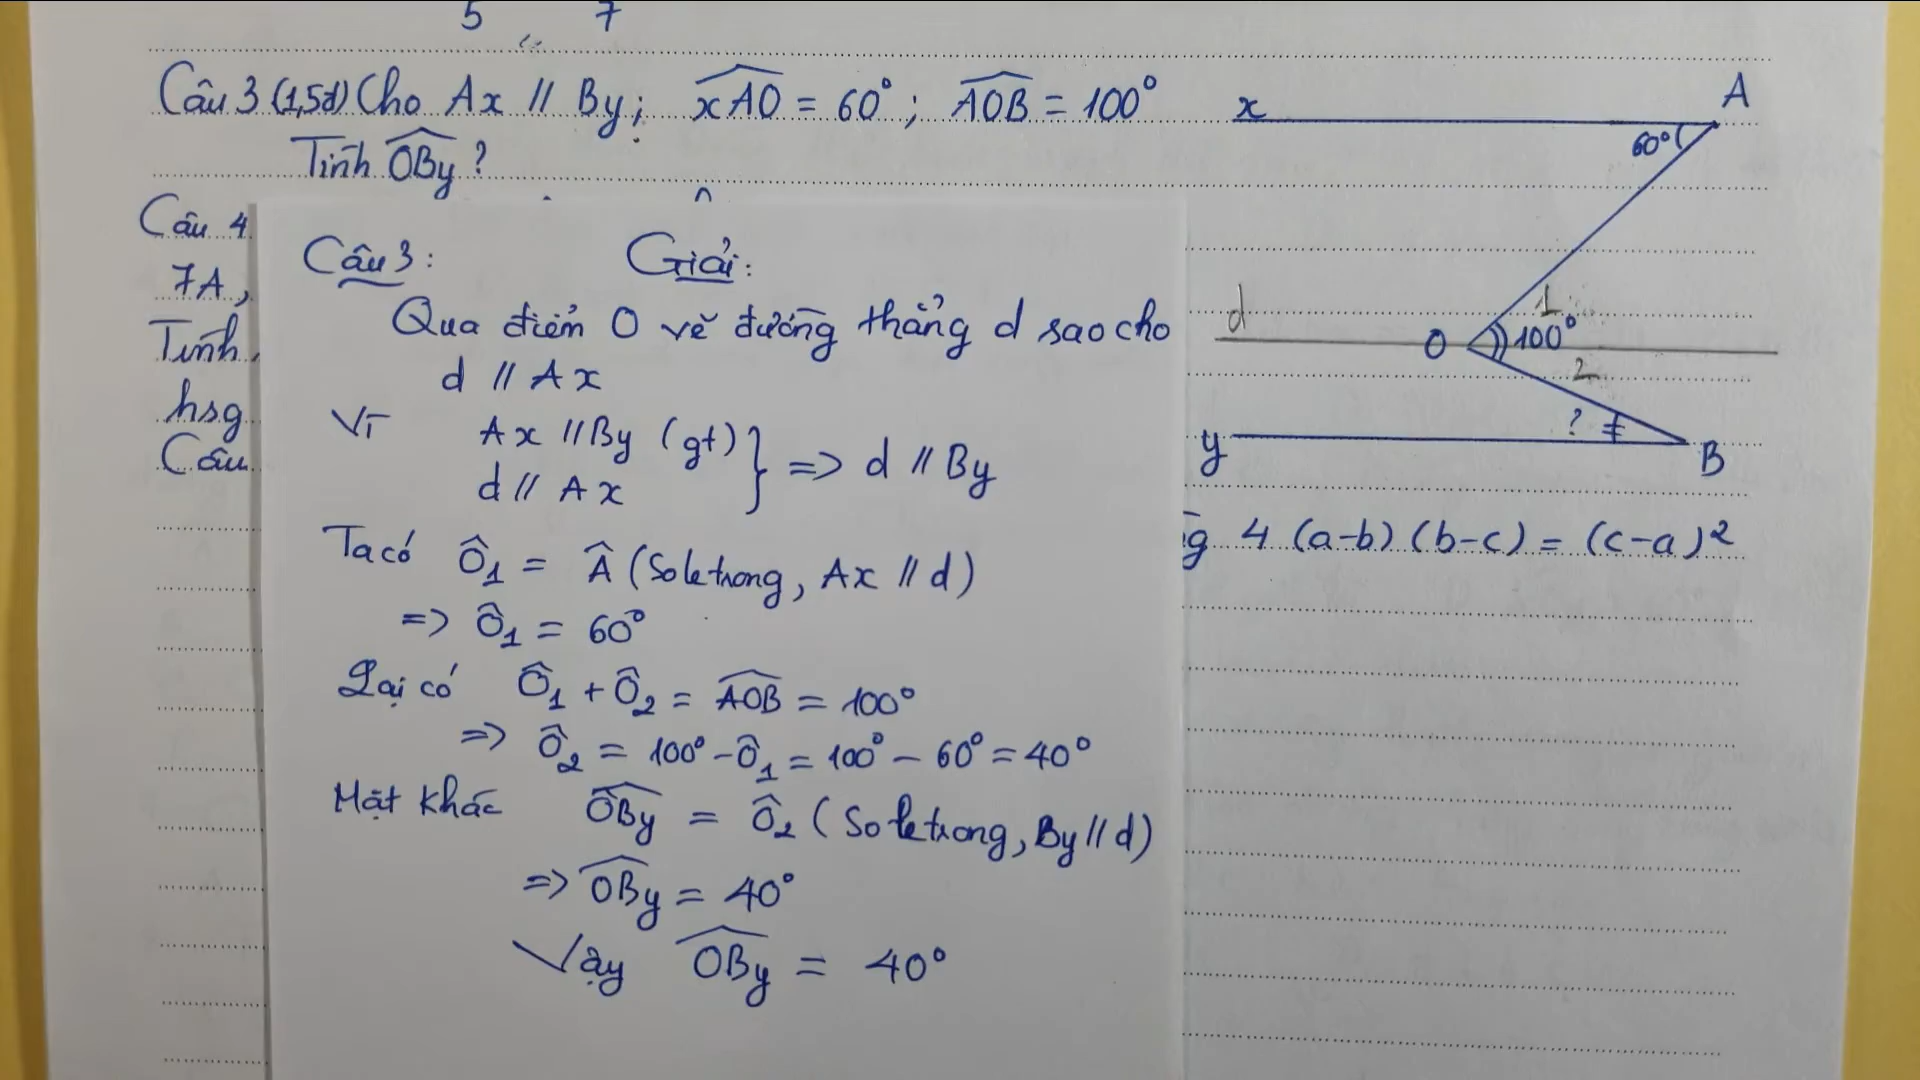 5 7
Câu 3 (1,5đ) Cho Ax // By; xAO = 60°; AOB = 100°
Tính OBy ?
x A
60°
d
1
O 100°
2
?
y B
Câu 4
7A,
Tính
hsg
Câu
4 (a-b) (b-c) = (c-a)²
Câu 3: Giải:
Qua điểm O vẽ đường thẳng d sao cho
d // Ax
Vì Ax // By (gt)
d // Ax } => d // By
Ta có Ô₁ = Â (So le trong, Ax // d)
=> Ô₁ = 60°
Lại có Ô₁ + Ô₂ = AOB = 100°
=> Ô₂ = 100° - Ô₁ = 100° - 60° = 40°
Mặt khác OBy = Ô₂ (So le trong, By // d)
=> OBy = 40°
Vậy OBy = 40°